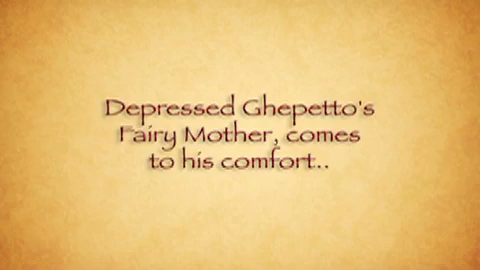 Depressed Ghepetto's
Fairy Mother, comes
to his comfort..